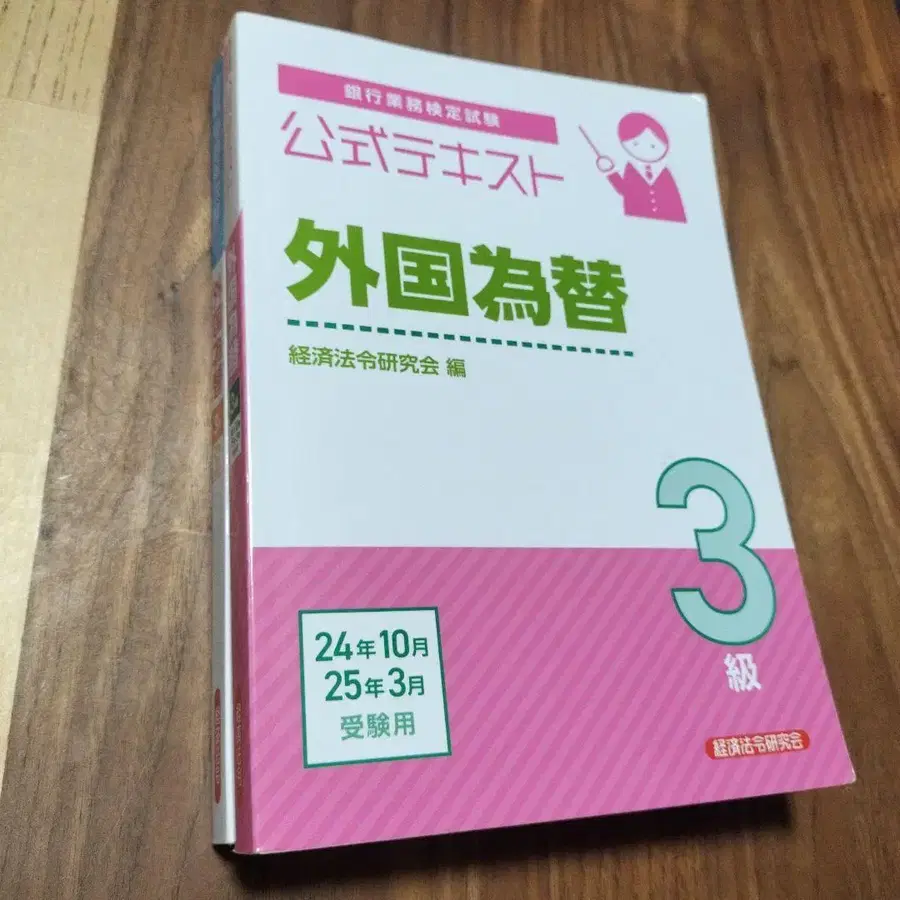 銀行業務検定試験
公式テキスト
外国為替
経済法令研究会 編
3
級
24年10月
25年3月
受験用
経済法令研究会